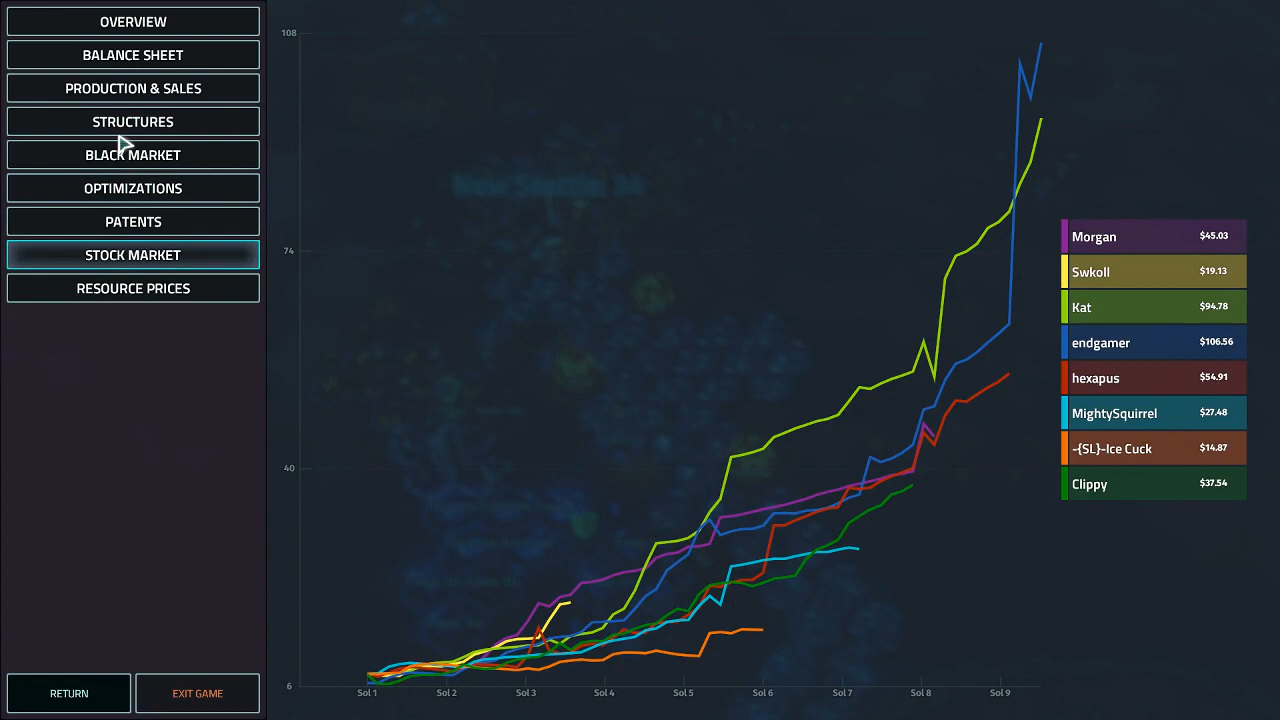 OVERVIEW
BALANCE SHEET
PRODUCTION & SALES
STRUCTURES
BLACK MARKET
OPTIMIZATIONS
PATENTS
STOCK MARKET
RESOURCE PRICES
RETURN
EXIT GAME
108
74
40
6
Sol 1 Sol 2 Sol 3 Sol 4 Sol 5 Sol 6 Sol 7 Sol 8 Sol 9
Morgan $45.03
Swkoll $19.13
Kat $94.78
endgamer $106.56
hexapus $54.91
MightySquirrel $27.48
-{SL}-Ice Cuck $14.87
Clippy $37.54